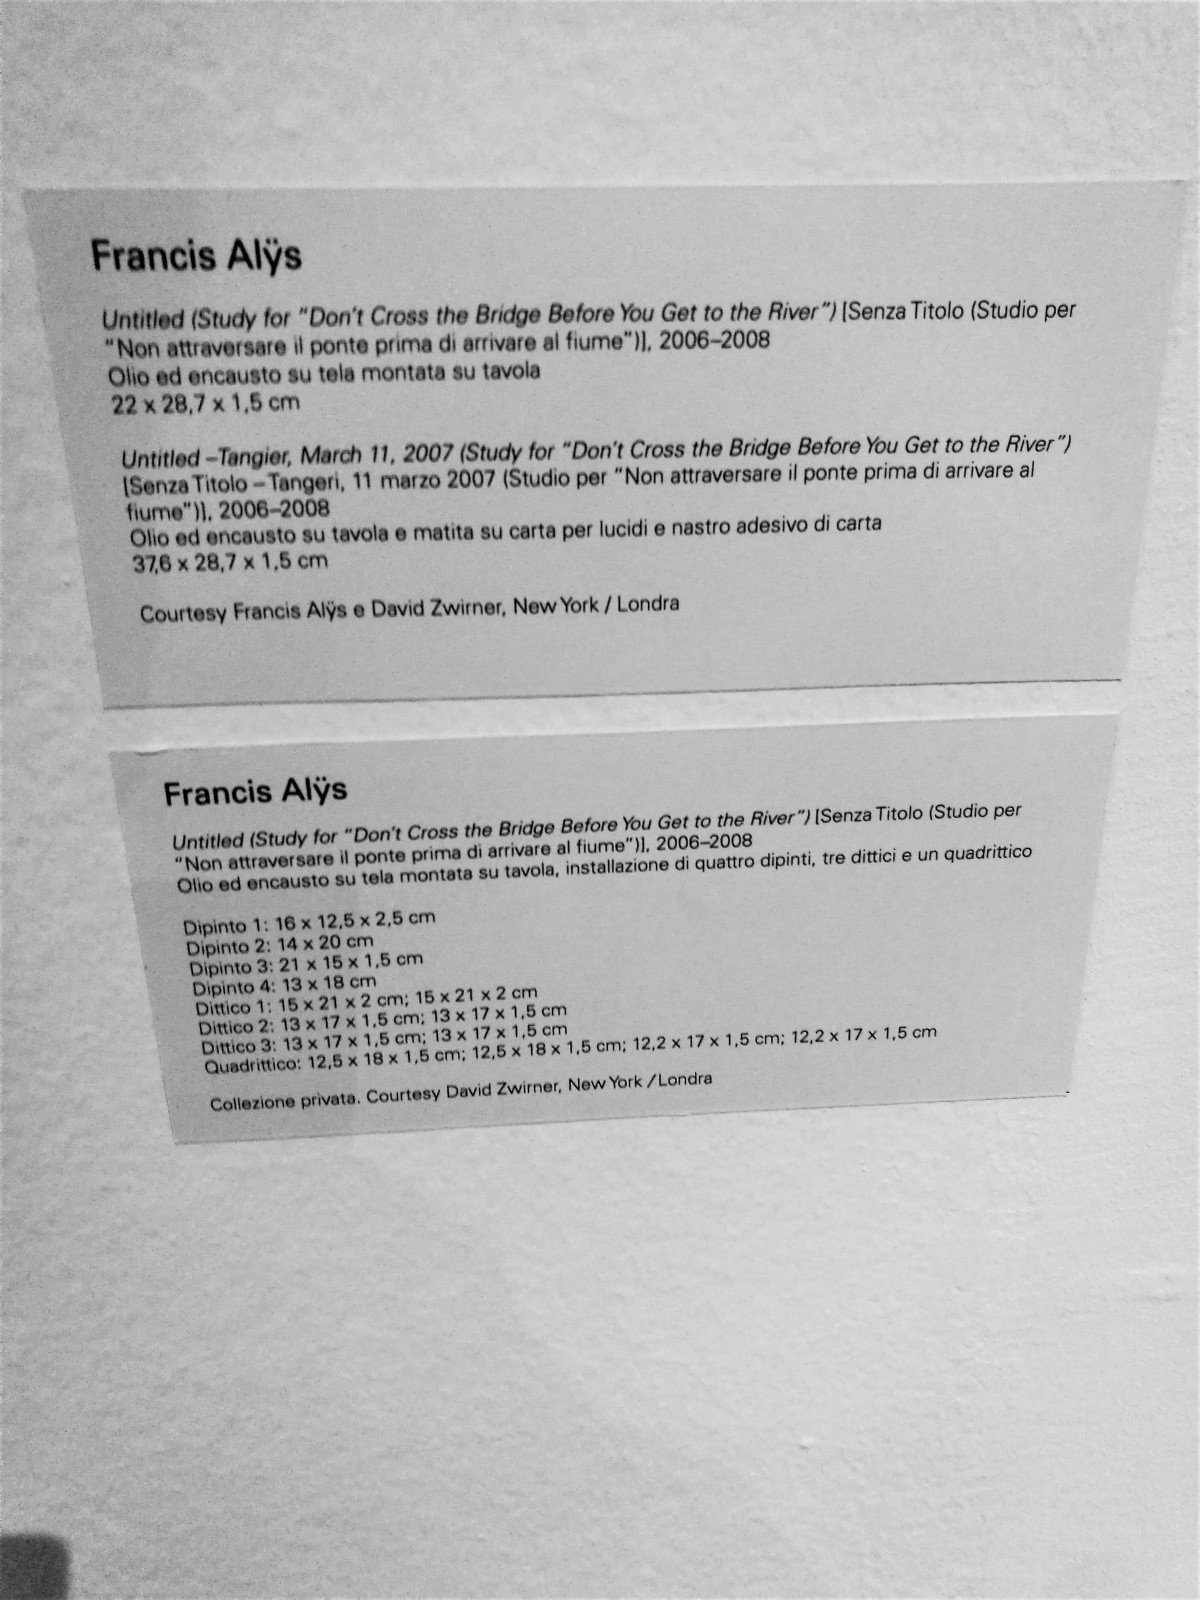 Francis Alÿs
Untitled (Study for “Don’t Cross the Bridge Before You Get to the River”) [Senza Titolo (Studio per
“Non attraversare il ponte prima di arrivare al fiume”)], 2006–2008
Olio ed encausto su tela montata su tavola
22 x 28,7 x 1,5 cm
Untitled –Tangier, March 11, 2007 (Study for “Don’t Cross the Bridge Before You Get to the River”)
[Senza Titolo – Tangeri, 11 marzo 2007 (Studio per “Non attraversare il ponte prima di arrivare al
fiume”)], 2006–2008
Olio ed encausto su tavola e matita su carta per lucidi e nastro adesivo di carta
37,6 x 28,7 x 1,5 cm
Courtesy Francis Alÿs e David Zwirner, New York / Londra
Francis Alÿs
Untitled (Study for “Don’t Cross the Bridge Before You Get to the River”) [Senza Titolo (Studio per
“Non attraversare il ponte prima di arrivare al fiume”)], 2006–2008
Olio ed encausto su tela montata su tavola, installazione di quattro dipinti, tre dittici e un quadrittico
Dipinto 1: 16 x 12,5 x 2,5 cm
Dipinto 2: 14 x 20 cm
Dipinto 3: 21 x 15 x 1,5 cm
Dipinto 4: 13 x 18 cm
Dittico 1: 15 x 21 x 2 cm; 15 x 21 x 2 cm
Dittico 2: 13 x 17 x 1,5 cm; 13 x 17 x 1,5 cm
Dittico 3: 13 x 17 x 1,5 cm; 13 x 17 x 1,5 cm
Quadrittico: 12,5 x 18 x 1,5 cm; 12,5 x 18 x 1,5 cm; 12,2 x 17 x 1,5 cm; 12,2 x 17 x 1,5 cm
Collezione privata. Courtesy David Zwirner, New York / Londra